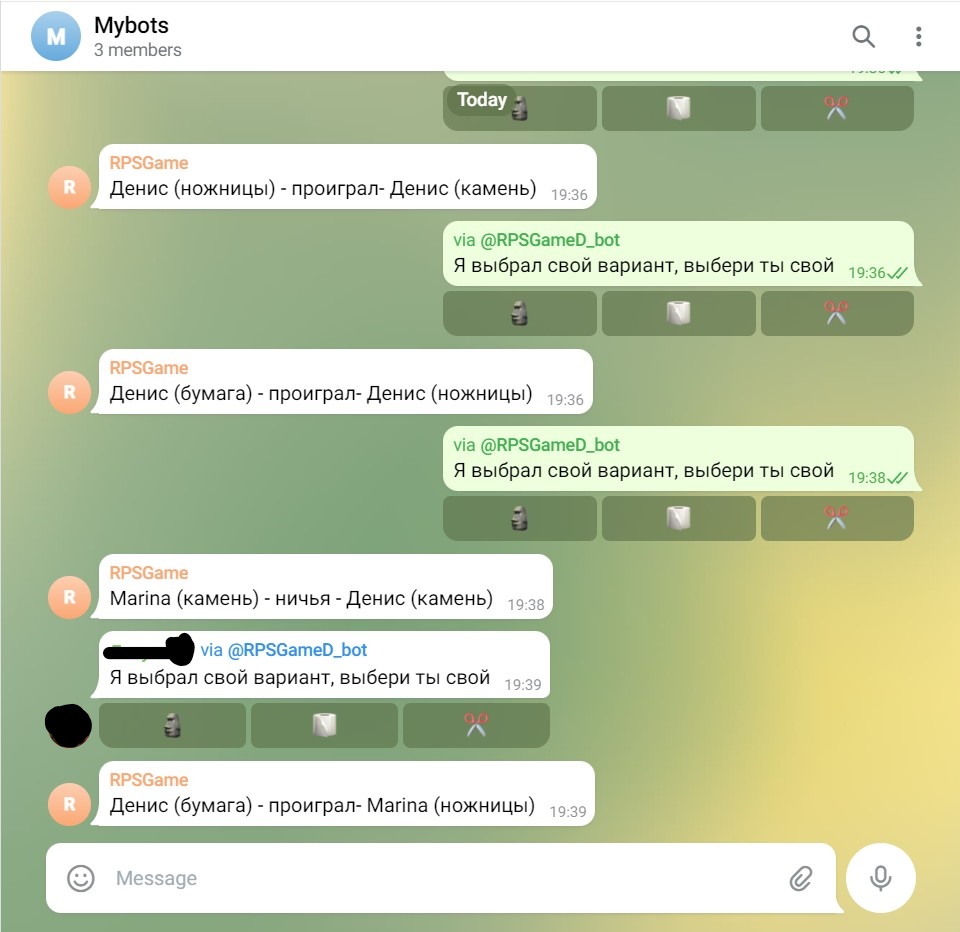 M
Mybots
3 members
Today
RPSGame
R
Денис (ножницы) - проиграл- Денис (камень) 19:36
via @RPSGameD_bot
Я выбрал свой вариант, выбери ты свой 19:36
RPSGame
R
Денис (бумага) - проиграл- Денис (ножницы) 19:36
via @RPSGameD_bot
Я выбрал свой вариант, выбери ты свой 19:38
RPSGame
R
Marina (камень) - ничья - Денис (камень) 19:38
via @RPSGameD_bot
Я выбрал свой вариант, выбери ты свой 19:39
RPSGame
R
Денис (бумага) - проиграл- Marina (ножницы) 19:39
Message